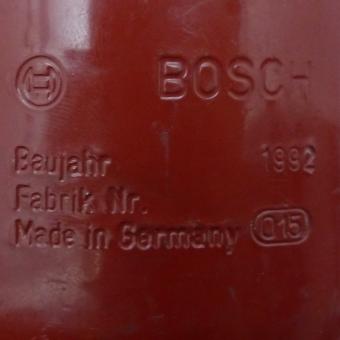 BOSCH
Baujahr 1992
Fabrik Nr.
Made in Germany 015